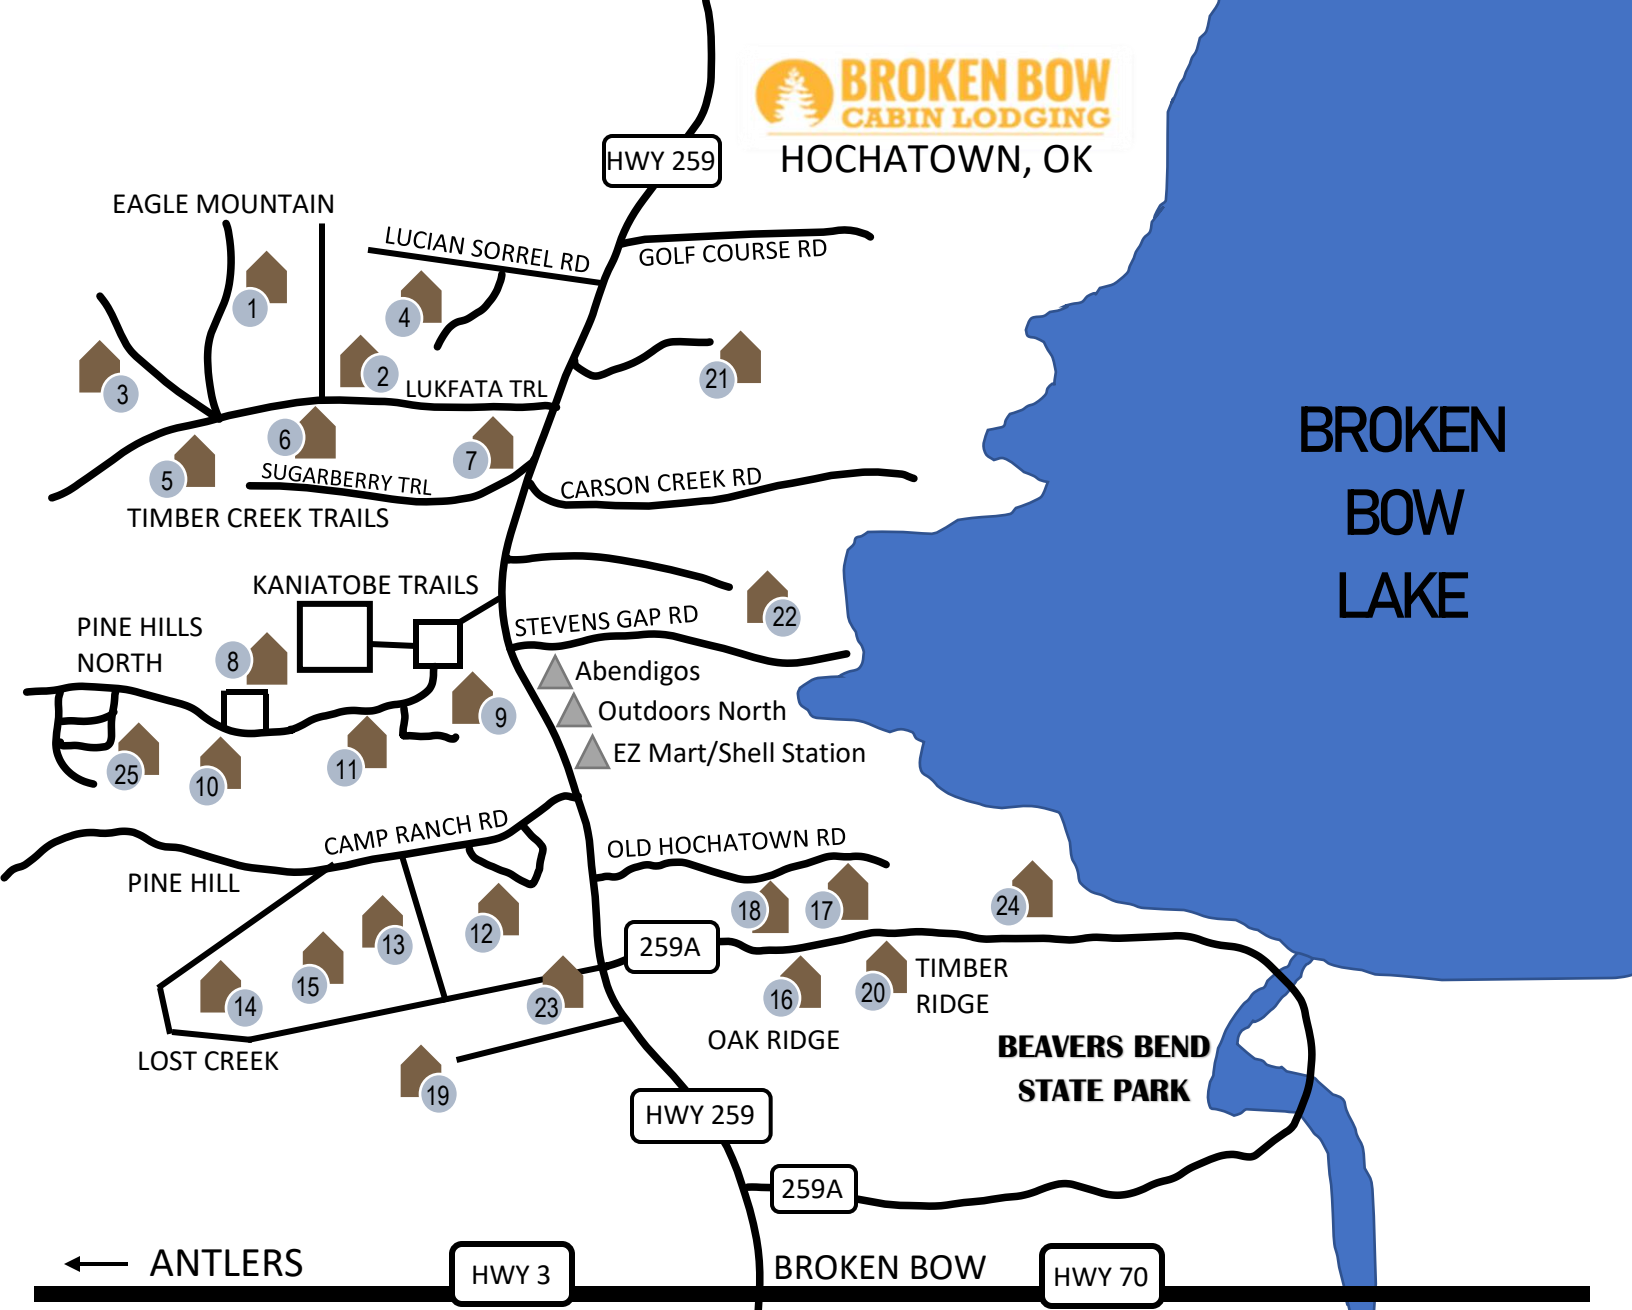 BROKEN BOW
CABIN LODGING
HOCHATOWN, OK
HWY 259
EAGLE MOUNTAIN
LUCIAN SORREL RD
GOLF COURSE RD
1
4
3
2
21
LUKFATA TRL
6
7
5
SUGARBERRY TRL
CARSON CREEK RD
TIMBER CREEK TRAILS
BROKEN
BOW
LAKE
KANIATOBE TRAILS
PINE HILLS
NORTH
8
STEVENS GAP RD
22
Abendigos
Outdoors North
EZ Mart/Shell Station
9
25
10
11
CAMP RANCH RD
OLD HOCHATOWN RD
PINE HILL
18
17
24
12
13
15
14
23
259A
16
20
TIMBER
RIDGE
OAK RIDGE
LOST CREEK
19
BEAVERS BEND
STATE PARK
HWY 259
259A
ANTLERS
HWY 3
BROKEN BOW
HWY 70